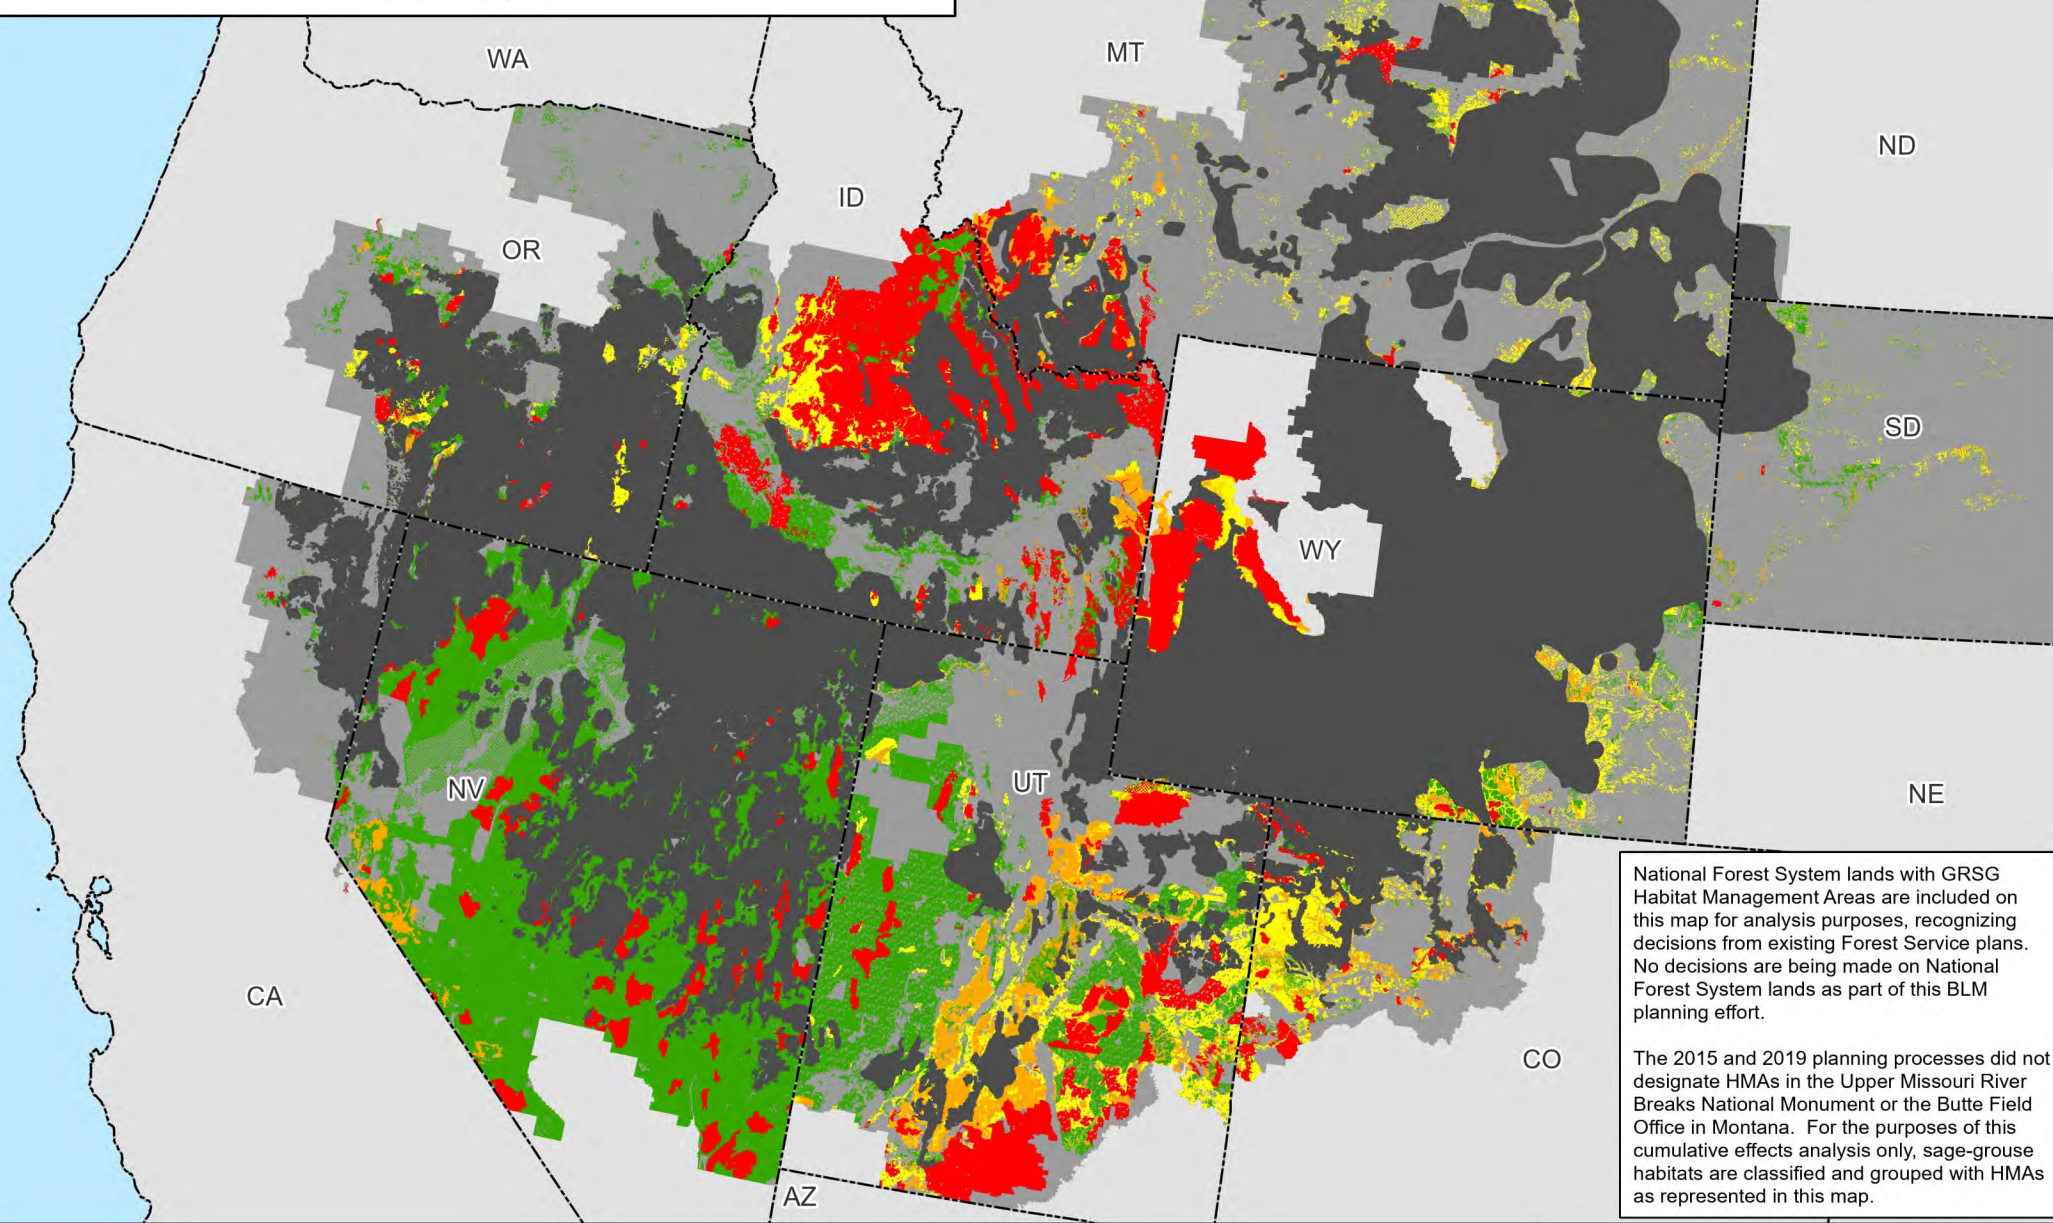 WA
MT
ND
ID
OR
SD
WY
UT
NV
NE
CA
CO
AZ
National Forest System lands with GRSG
Habitat Management Areas are included on
this map for analysis purposes, recognizing
decisions from existing Forest Service plans.
No decisions are being made on National
Forest System lands as part of this BLM
planning effort.
The 2015 and 2019 planning processes did not
designate HMAs in the Upper Missouri River
Breaks National Monument or the Butte Field
Office in Montana.  For the purposes of this
cumulative effects analysis only, sage-grouse
habitats are classified and grouped with HMAs
as represented in this map.